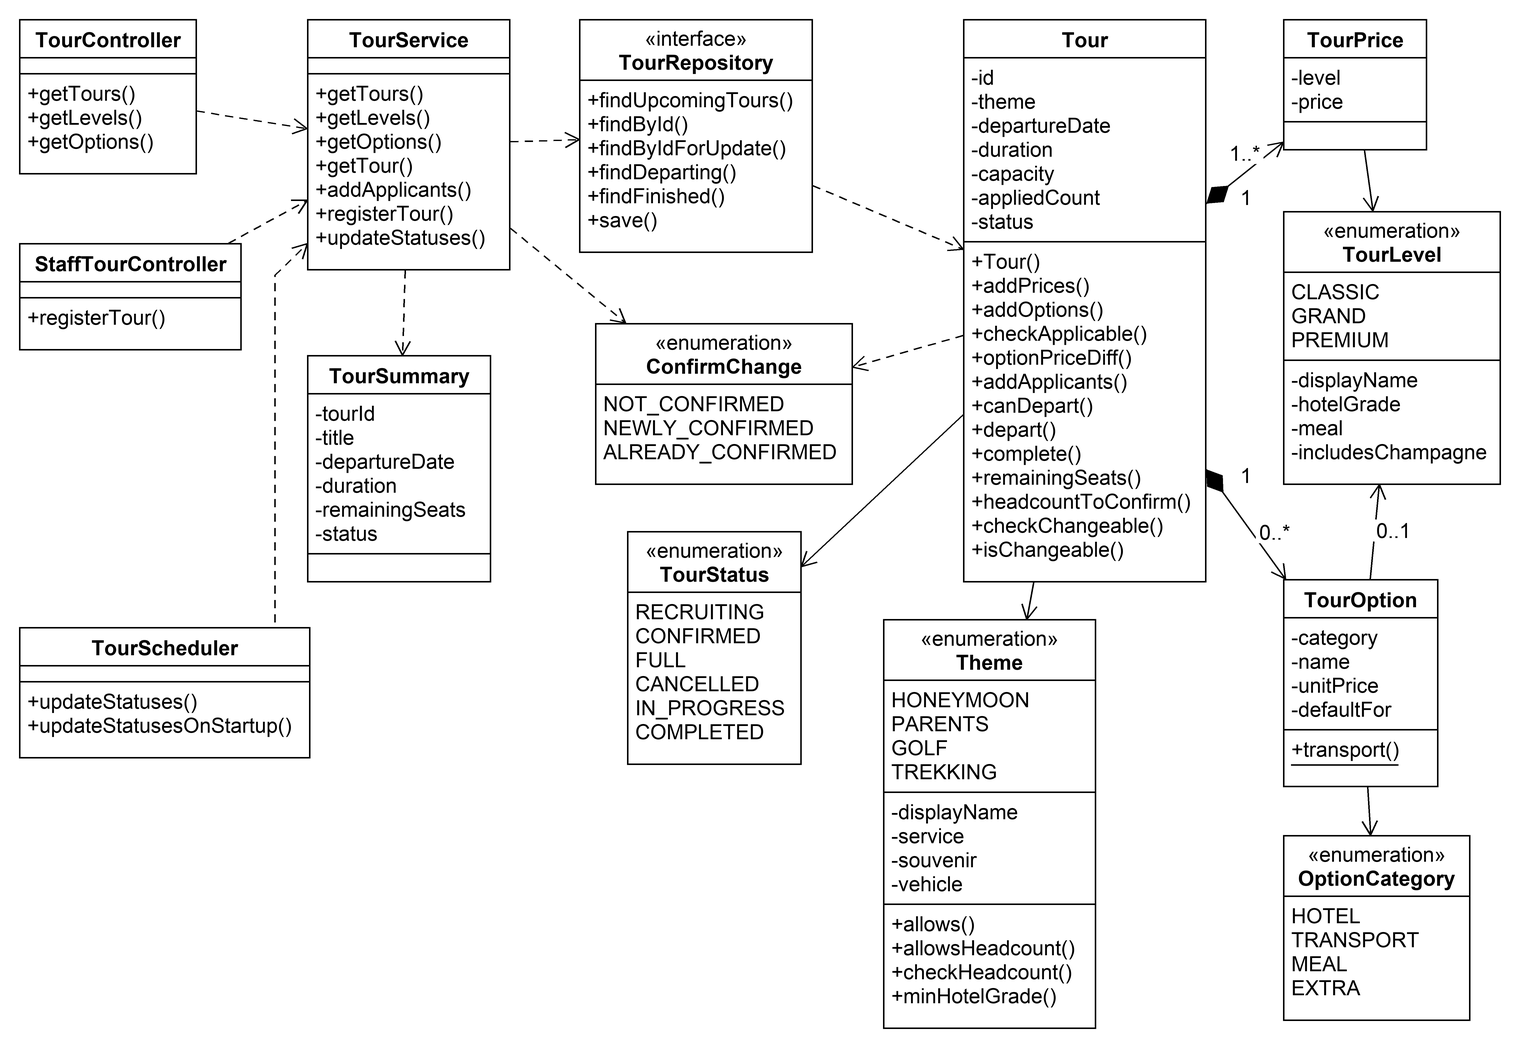 TourController
+getTours()
+getLevels()
+getOptions()
TourService
+getTours()
+getLevels()
+getOptions()
+getTour()
+addApplicants()
+registerTour()
+updateStatuses()
«interface»
TourRepository
+findUpcomingTours()
+findById()
+findByIdForUpdate()
+findDeparting()
+findFinished()
+save()
Tour
-id
-theme
-departureDate
-duration
-capacity
-appliedCount
-status
+Tour()
+addPrices()
+addOptions()
+checkApplicable()
+optionPriceDiff()
+addApplicants()
+canDepart()
+depart()
+complete()
+remainingSeats()
+headcountToConfirm()
+checkChangeable()
+isChangeable()
TourPrice
-level
-price
1..*
1
«enumeration»
TourLevel
CLASSIC
GRAND
PREMIUM
-displayName
-hotelGrade
-meal
-includesChampagne
StaffTourController
+registerTour()
«enumeration»
ConfirmChange
NOT_CONFIRMED
NEWLY_CONFIRMED
ALREADY_CONFIRMED
TourSummary
-tourId
-title
-departureDate
-duration
-remainingSeats
-status
1
0..*
0..1
«enumeration»
TourStatus
RECRUITING
CONFIRMED
FULL
CANCELLED
IN_PROGRESS
COMPLETED
TourOption
-category
-name
-unitPrice
-defaultFor
+transport()
TourScheduler
+updateStatuses()
+updateStatusesOnStartup()
«enumeration»
Theme
HONEYMOON
PARENTS
GOLF
TREKKING
-displayName
-service
-souvenir
-vehicle
+allows()
+allowsHeadcount()
+checkHeadcount()
+minHotelGrade()
«enumeration»
OptionCategory
HOTEL
TRANSPORT
MEAL
EXTRA